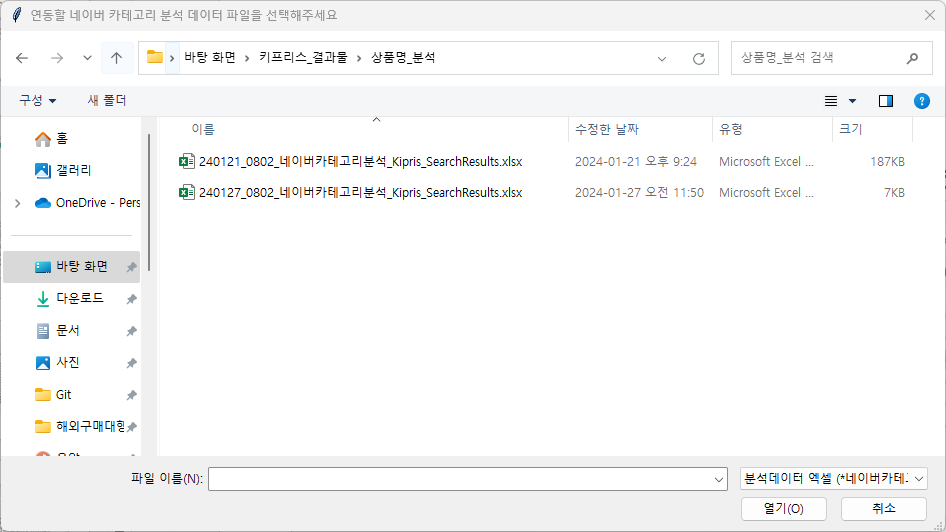 연동할 네이버 카테고리 분석 데이터 파일을 선택해주세요
바탕 화면 > 키프리스_결과물 > 상품명_분석
상품명_분석 검색
구성
새 폴더
이름
수정한 날짜
유형
크기
240121_0802_네이버카테고리분석_Kipris_SearchResults.xlsx 2024-01-21 오후 9:24 Microsoft Excel ... 187KB
240127_0802_네이버카테고리분석_Kipris_SearchResults.xlsx 2024-01-27 오전 11:50 Microsoft Excel ... 7KB
홈
갤러리
OneDrive - Pers
바탕 화면
다운로드
문서
사진
Git
해외구매대행
파일 이름(N):
분석데이터 엑셀 (*네이버카테고
열기(O)
취소